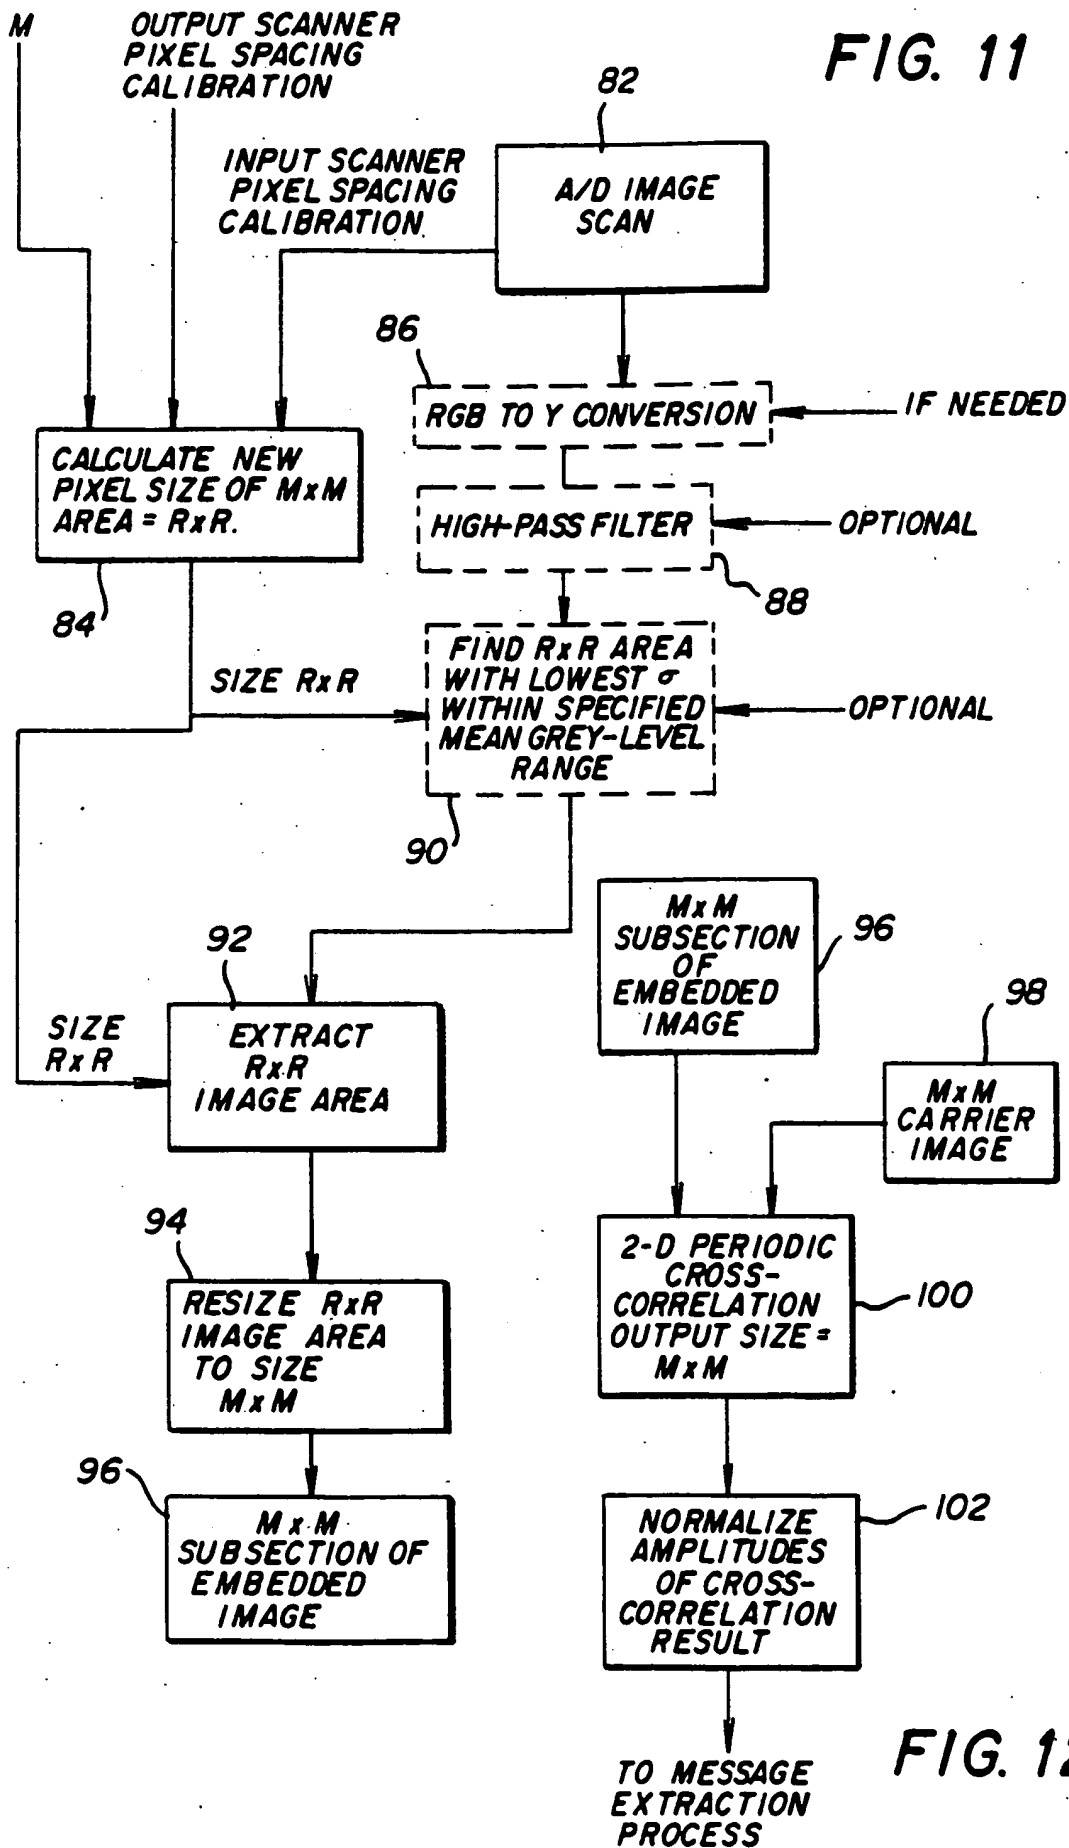 M
OUTPUT SCANNER
PIXEL SPACING
CALIBRATION
FIG. 11
82
INPUT SCANNER
PIXEL SPACING
CALIBRATION
A/D IMAGE
SCAN
86
RGB TO Y CONVERSION
IF NEEDED
CALCULATE NEW
PIXEL SIZE OF MxM
AREA = RxR.
84
HIGH-PASS FILTER
OPTIONAL
88
SIZE RxR
FIND RxR AREA
WITH LOWEST σ
WITHIN SPECIFIED
MEAN GREY-LEVEL
RANGE
OPTIONAL
90
92
SIZE
RxR
EXTRACT
RxR
IMAGE AREA
94
RESIZE RxR
IMAGE AREA
TO SIZE
MxM
96
MxM
SUBSECTION OF
EMBEDDED
IMAGE
MxM
SUBSECTION
OF
EMBEDDED
IMAGE
96
98
MxM
CARRIER
IMAGE
2-D PERIODIC
CROSS-
CORRELATION
OUTPUT SIZE =
MxM
100
NORMALIZE
AMPLITUDES
OF CROSS-
CORRELATION
RESULT
102
TO MESSAGE
EXTRACTION
PROCESS
FIG. 12